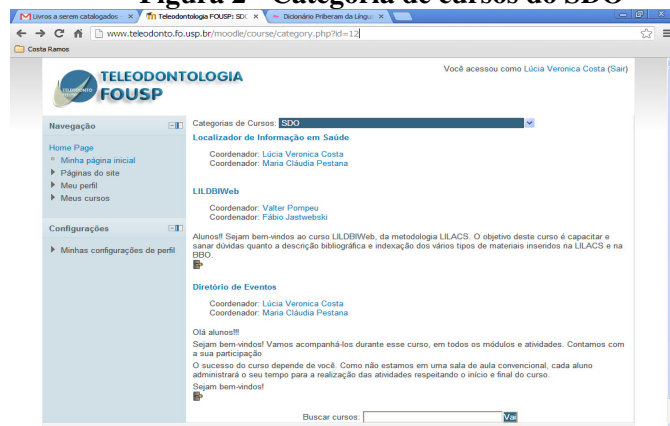 Figura 2 - Categoria de cursos do SDO
Livros a serem catalogados
Teleodontologia FOUSP: SD
Dicionário Priberam da Língu
www.teleodonto.fo.usp.br/moodle/course/category.php?id=12
Costa Ramos
TELEODONTOLOGIA
FOUSP
Você acessou como Lúcia Veronica Costa (Sair)
Navegação
Home Page
Minha página inicial
Páginas do site
Meu perfil
Meus cursos
Configurações
Minhas configurações de perfil
Categorias de Cursos: SDO
Localizador de Informação em Saúde
Coordenador: Lúcia Veronica Costa
Coordenador: Maria Cláudia Pestana
LILDBIWeb
Coordenador: Valter Pompeu
Coordenador: Fábio Jastwebski
Alunos!! Sejam bem-vindos ao curso LILDBIWeb, da metodologia LILACS. O objetivo deste curso é capacitar e
sanar dúvidas quanto a descrição bibliográfica e indexação dos vários tipos de materiais inseridos na LILACS e na
BBO.
Diretório de Eventos
Coordenador: Lúcia Veronica Costa
Coordenador: Maria Cláudia Pestana
Olá alunos!!!
Sejam bem-vindos! Vamos acompanhá-los durante esse curso, em todos os módulos e atividades. Contamos com
a sua participação
O sucesso do curso depende de você. Como não estamos em uma sala de aula convencional, cada aluno
administrará o seu tempo para a realização das atividades respeitando o início e final do curso.
Sejam bem-vindos!
Buscar cursos: Vai